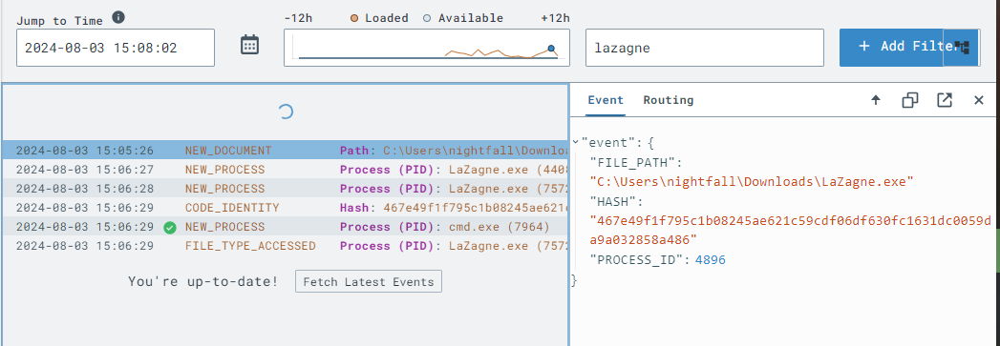 Jump to Time
-12h Loaded Available +12h
2024-08-03 15:08:02
lazagne
+ Add Filter
2024-08-03 15:05:26 NEW_DOCUMENT Path: C:\Users\nightfall\Downloa
2024-08-03 15:06:27 NEW_PROCESS Process (PID): LaZagne.exe (4408
2024-08-03 15:06:28 NEW_PROCESS Process (PID): LaZagne.exe (7572
2024-08-03 15:06:29 CODE_IDENTITY Hash: 467e49f1f795c1b08245ae621c
2024-08-03 15:06:29 NEW_PROCESS Process (PID): cmd.exe (7964)
2024-08-03 15:06:29 FILE_TYPE_ACCESSED Process (PID): LaZagne.exe (7572
You're up-to-date! Fetch Latest Events
Event Routing
"event": {
"FILE_PATH":
"C:\Users\nightfall\Downloads\LaZagne.exe"
"HASH":
"467e49f1f795c1b08245ae621c59cdf06df630fc1631dc0059d
a9a032858a486"
"PROCESS_ID": 4896
}